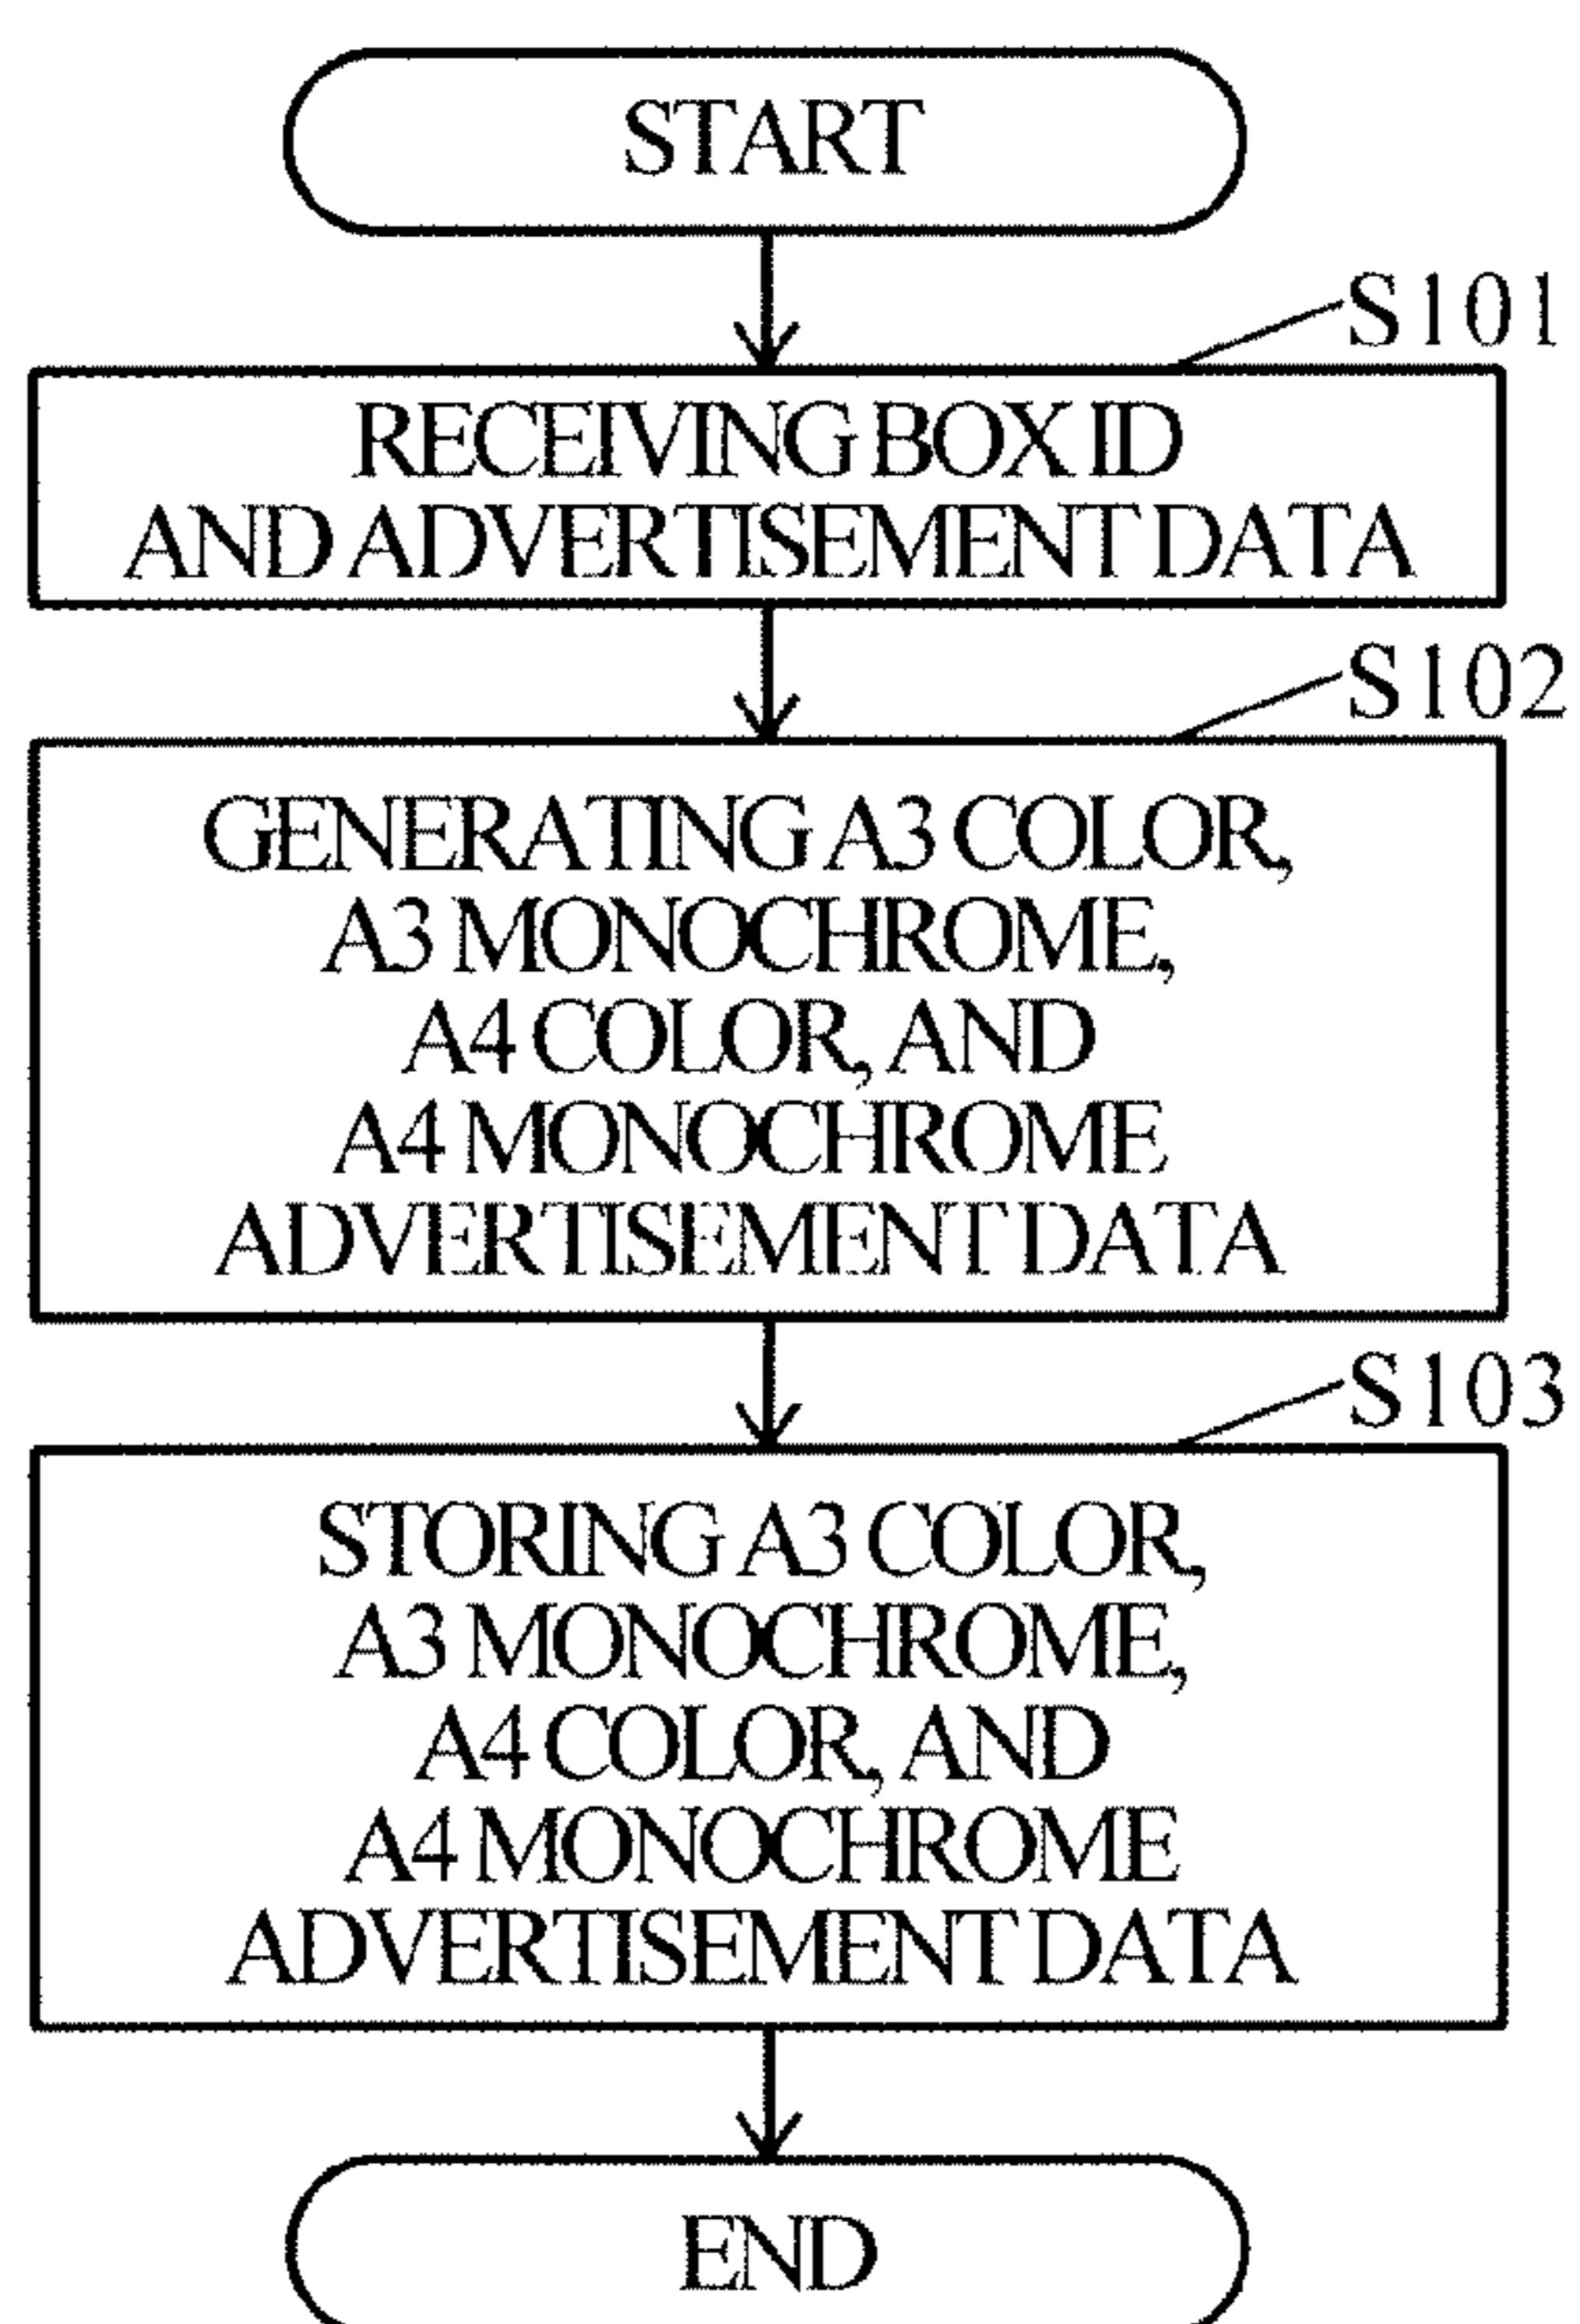 START
S101
RECEIVING BOX ID
AND ADVERTISEMENT DATA
S102
GENERATING A3 COLOR,
A3 MONOCHROME,
A4 COLOR, AND
A4 MONOCHROME
ADVERTISEMENT DATA
S103
STORING A3 COLOR,
A3 MONOCHROME,
A4 COLOR, AND
A4 MONOCHROME
ADVERTISEMENT DATA
END